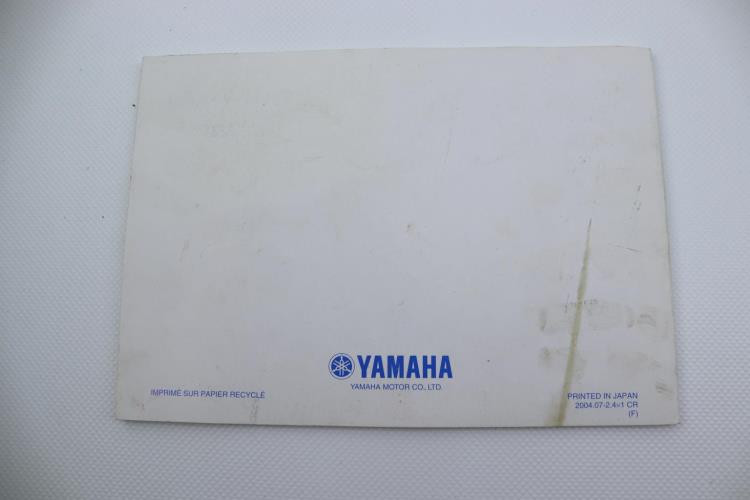 YAMAHA
YAMAHA MOTOR CO., LTD.
IMPRIMÉ SUR PAPIER RECYCLÉ
PRINTED IN JAPAN
2004.07-2.4×1 CR
(F)